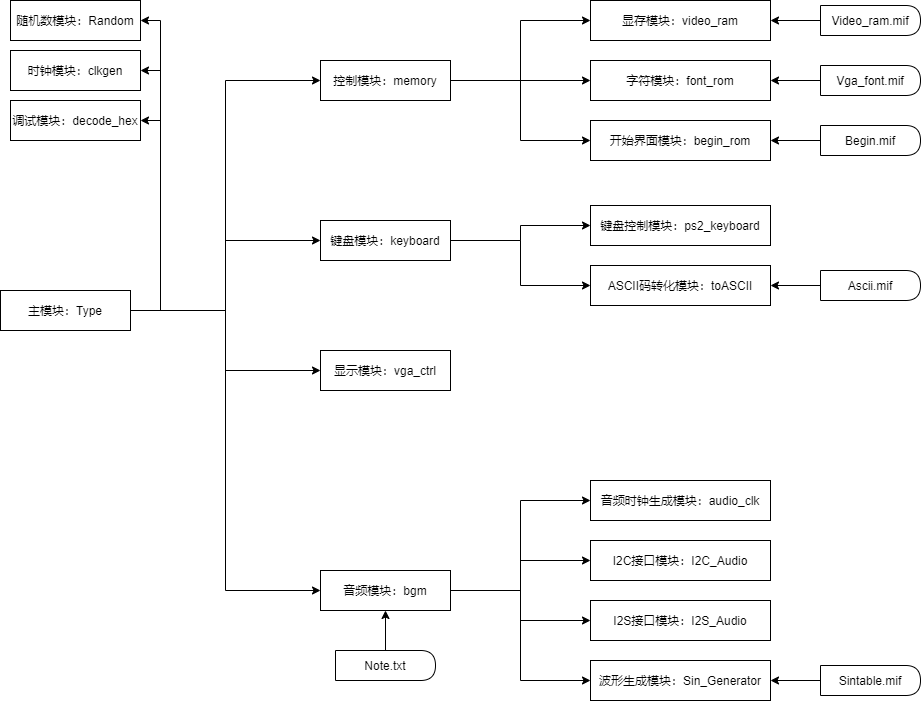 随机数模块：Random
时钟模块：clkgen
调试模块：decode_hex
主模块：Type
控制模块：memory
键盘模块：keyboard
显示模块：vga_ctrl
音频模块：bgm
Note.txt
显存模块：video_ram
Video_ram.mif
字符模块：font_rom
Vga_font.mif
开始界面模块：begin_rom
Begin.mif
键盘控制模块：ps2_keyboard
ASCII码转化模块：toASCII
Ascii.mif
音频时钟生成模块：audio_clk
I2C接口模块：I2C_Audio
I2S接口模块：I2S_Audio
波形生成模块：Sin_Generator
Sintable.mif